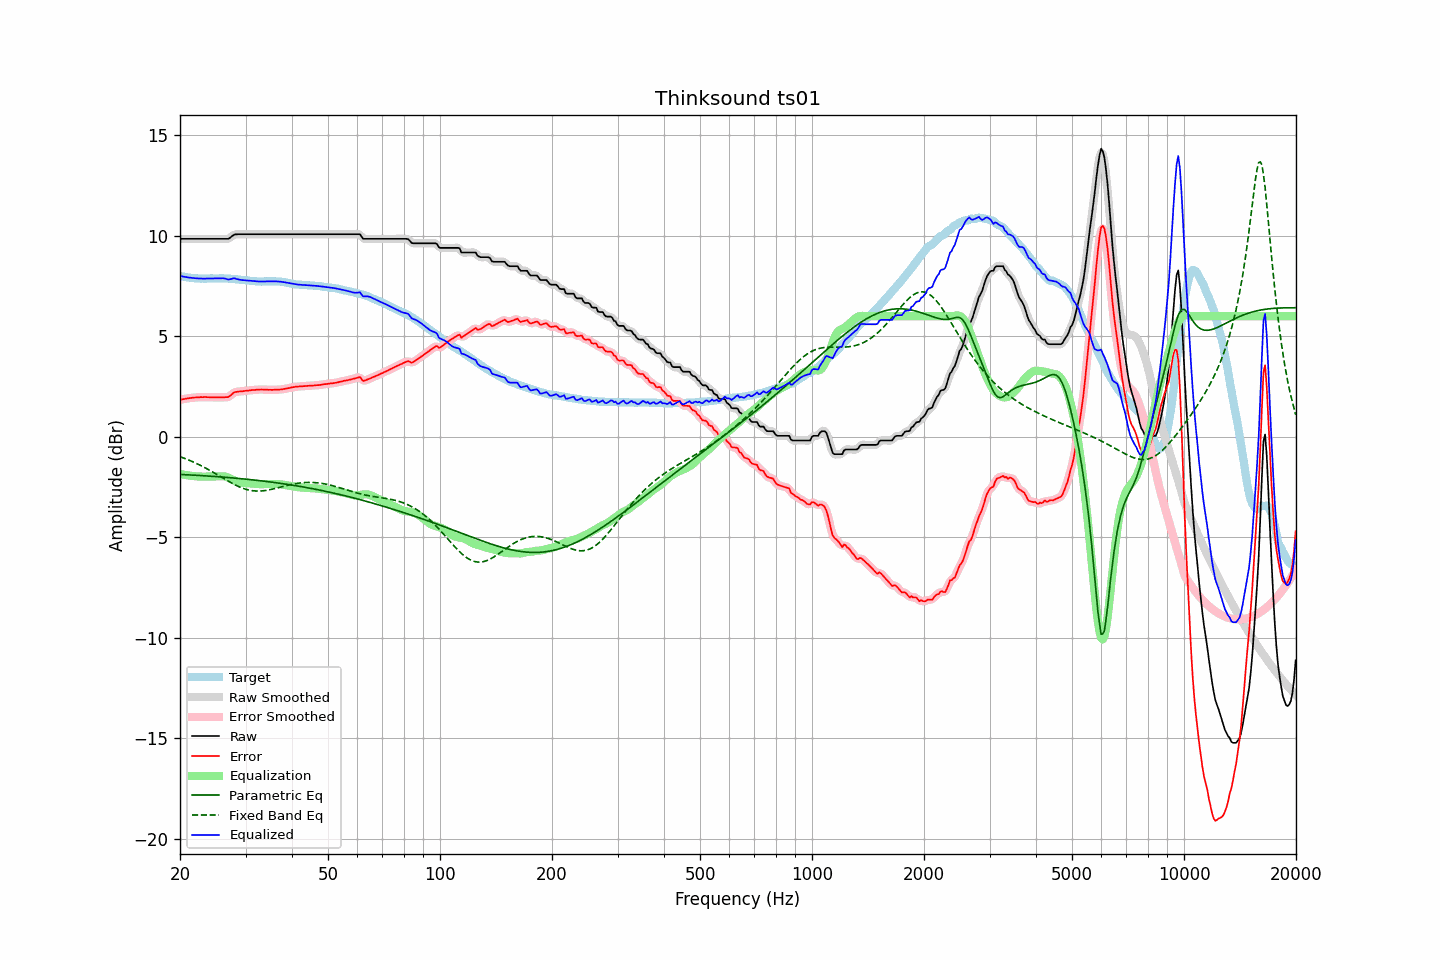 Thinksound ts01
Amplitude (dBr)
15
10
5
0
−5
−10
−15
−20
Target
Raw Smoothed
Error Smoothed
Raw
Error
Equalization
Parametric Eq
Fixed Band Eq
Equalized
20 50 100 200 500 1000 2000 5000 10000 20000
Frequency (Hz)